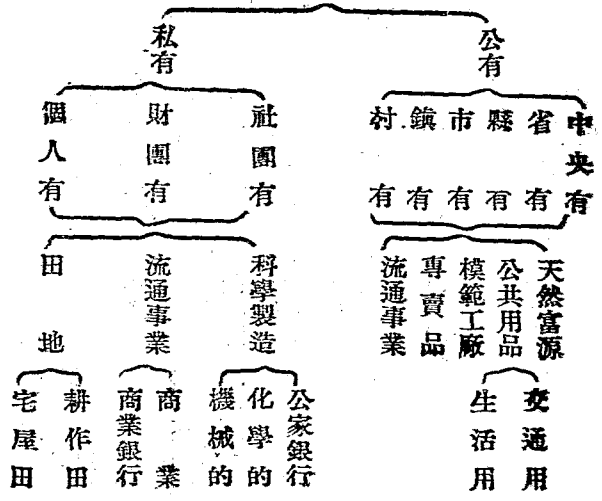 公有
私有
中央有
省有
縣有
市有
鎮有
村有
社團有
財團有
個人有
天然富源
公共用品
模範工廠
專賣品
流通事業
科學製造
流通事業
田地
交通用
生活用
公家銀行
化學的
機械的
商業
商業銀行
耕作田
宅屋田